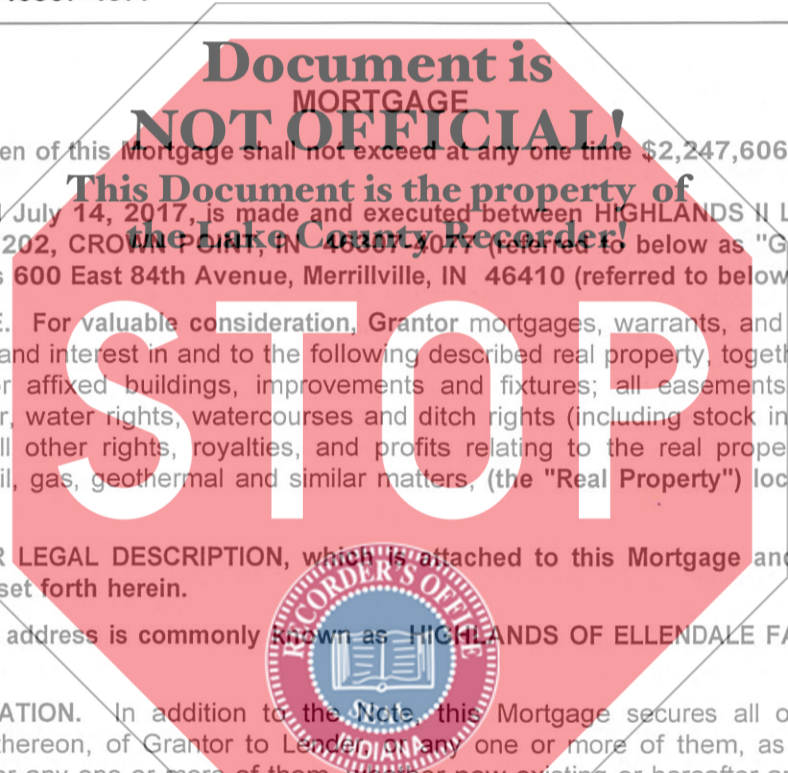 Document is
MORTGAGE
NOT OFFICIAL!
en of this Mortgage shall not exceed at any one time $2,247,606
This Document is the property of
July 14, 2017, is made and executed between HIGHLANDS II L
the Lake County Recorder!
202, CROWN POINT, IN 46307-4077 (referred to below as "G
s 600 East 84th Avenue, Merrillville, IN 46410 (referred to below
E. For valuable consideration, Grantor mortgages, warrants, and
and interest in and to the following described real property, togeth
or affixed buildings, improvements and fixtures; all easements,
r, water rights, watercourses and ditch rights (including stock in
ll other rights, royalties, and profits relating to the real prope
il, gas, geothermal and similar matters, (the "Real Property") loc
STOP
R LEGAL DESCRIPTION, which is attached to this Mortgage and
set forth herein.
RECORDER'S OFFICE
address is commonly known as HIGHLANDS OF ELLENDALE FA
SEAL
ATION. In addition to the Note, this Mortgage secures all o
INDIANA
thereon, of Grantor to Lender, or any one or more of them, as